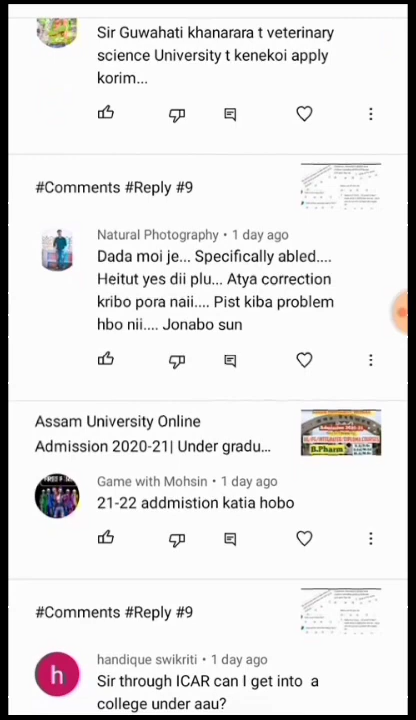 Sir Guwahati khanarara t veterinary
science University t kenekoi apply
korim...
#Comments #Reply #9
Natural Photography • 1 day ago
Dada moi je... Specifically abled....
Heitut yes dii plu... Atya correction
kribo pora naii.... Pist kiba problem
hbo nii.... Jonabo sun
Assam University Online
Admission 2020-21| Under gradu...
B.Pharm
Game with Mohsin • 1 day ago
21-22 addmistion katia hobo
#Comments #Reply #9
h
handique swikriti • 1 day ago
Sir through ICAR can I get into a
college under aau?